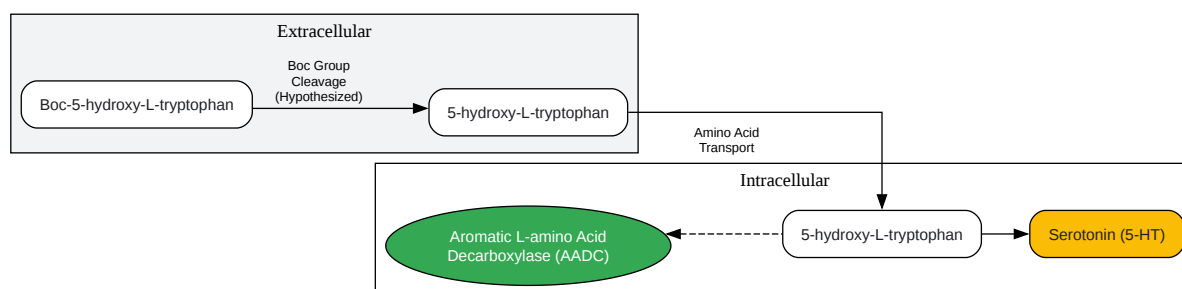 Extracellular
Boc Group
Cleavage
(Hypothesized)
Boc-5-hydroxy-L-tryptophan
5-hydroxy-L-tryptophan
Amino Acid
Transport
Intracellular
Aromatic L-amino Acid
Decarboxylase (AADC)
5-hydroxy-L-tryptophan
Serotonin (5-HT)